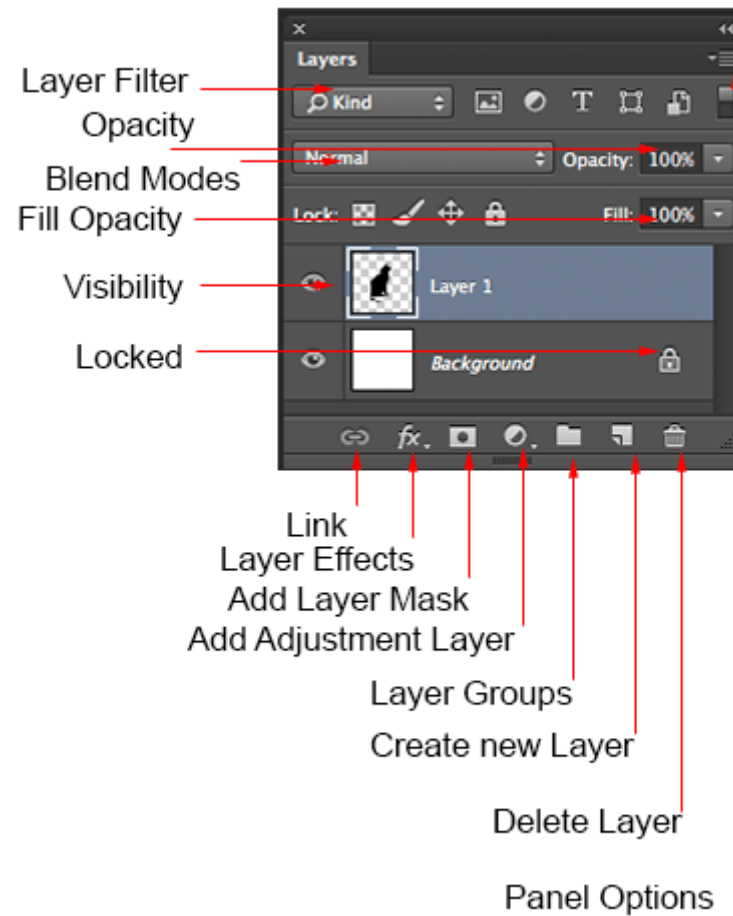 Layers
Layer Filter
Kind
T
Opacity
Normal
Opacity: 100%
Blend Modes
Fill Opacity
Lock:
Fill: 100%
Visibility
Layer 1
Locked
Background
fx
Link
Layer Effects
Add Layer Mask
Add Adjustment Layer
Layer Groups
Create new Layer
Delete Layer
Panel Options